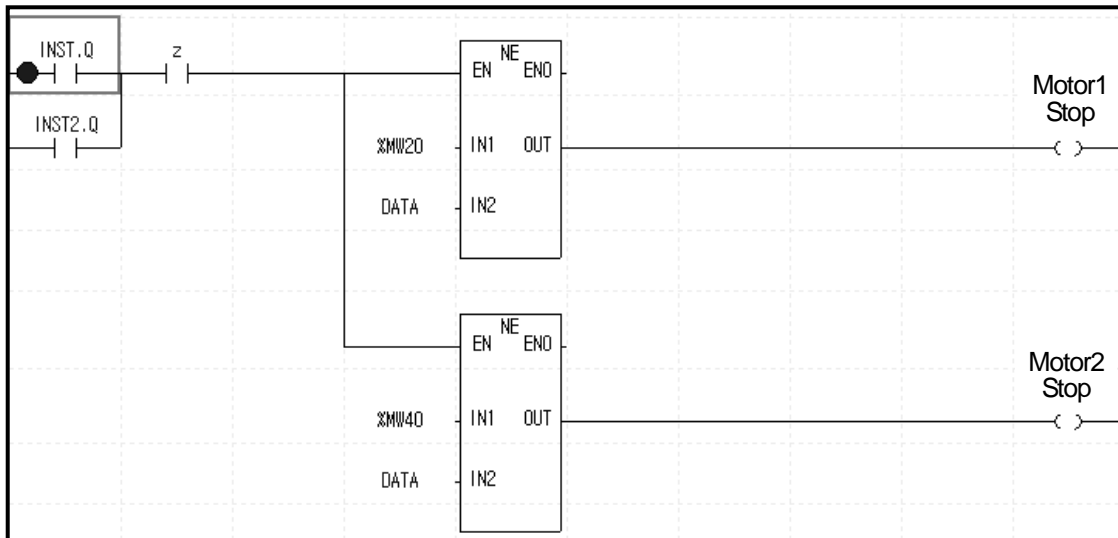 INST.Q
z
INST2.Q
NE
EN ENO
%MW20
IN1 OUT
DATA
IN2
Motor1
Stop
NE
EN ENO
%MW40
IN1 OUT
DATA
IN2
Motor2
Stop